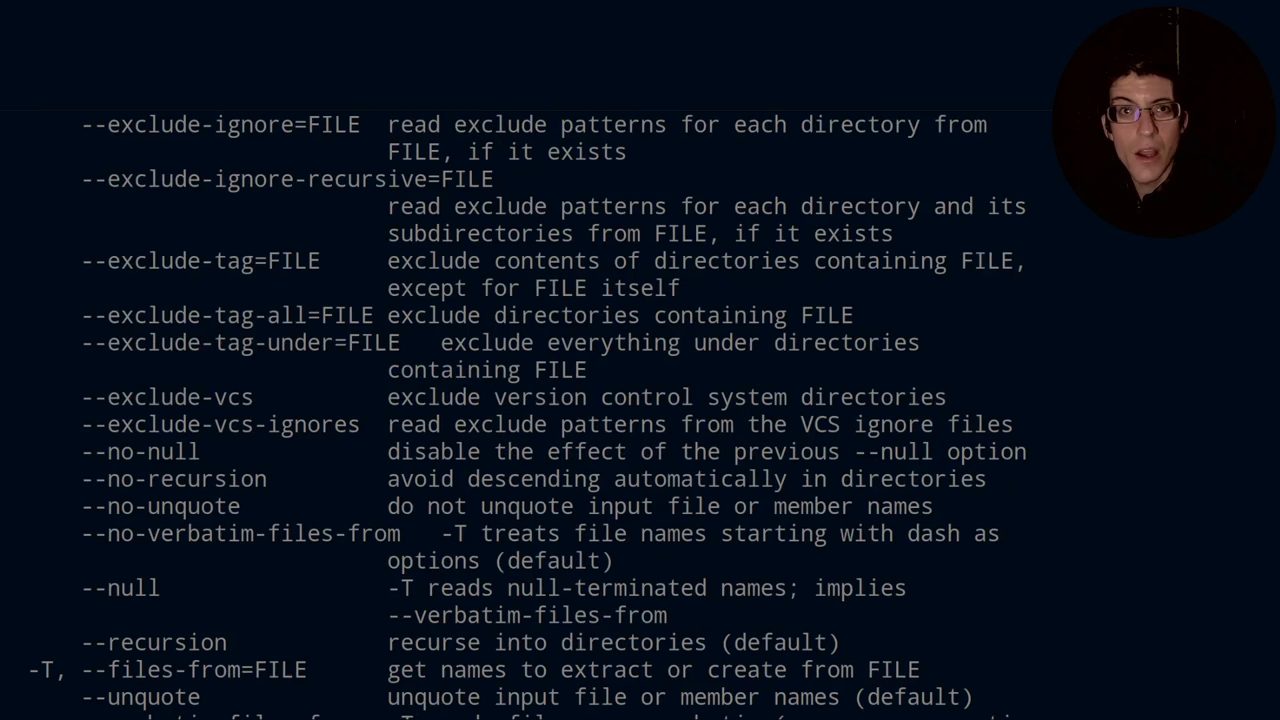 --exclude-ignore=FILE  read exclude patterns for each directory from
FILE, if it exists
--exclude-ignore-recursive=FILE
read exclude patterns for each directory and its
subdirectories from FILE, if it exists
--exclude-tag=FILE     exclude contents of directories containing FILE,
except for FILE itself
--exclude-tag-all=FILE exclude directories containing FILE
--exclude-tag-under=FILE   exclude everything under directories
containing FILE
--exclude-vcs          exclude version control system directories
--exclude-vcs-ignores  read exclude patterns from the VCS ignore files
--no-null              disable the effect of the previous --null option
--no-recursion         avoid descending automatically in directories
--no-unquote           do not unquote input file or member names
--no-verbatim-files-from   -T treats file names starting with dash as
options (default)
--null                 -T reads null-terminated names; implies
--verbatim-files-from
--recursion            recurse into directories (default)
-T, --files-from=FILE      get names to extract or create from FILE
--unquote              unquote input file or member names (default)